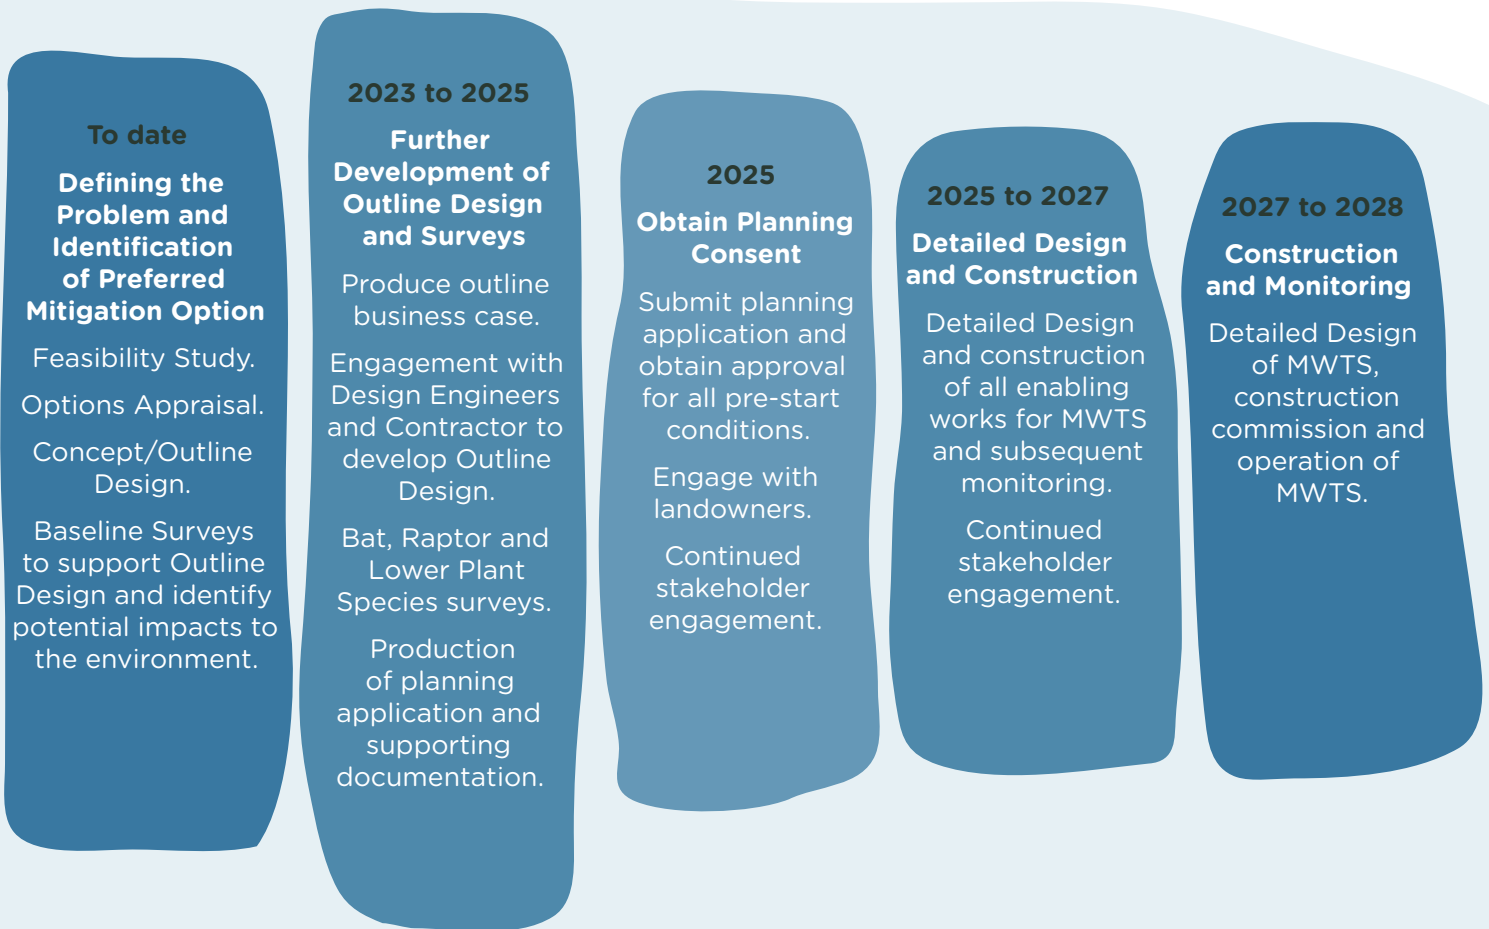 To date
Defining the
Problem and
Identification
of Preferred
Mitigation Option
Feasibility Study.
Options Appraisal.
Concept/Outline
Design.
Baseline Surveys
to support Outline
Design and identify
potential impacts to
the environment.
2023 to 2025
Further
Development of
Outline Design
and Surveys
Produce outline
business case.
Engagement with
Design Engineers
and Contractor to
develop Outline
Design.
Bat, Raptor and
Lower Plant
Species surveys.
Production
of planning
application and
supporting
documentation.
2025
Obtain Planning
Consent
Submit planning
application and
obtain approval
for all pre-start
conditions.
Engage with
landowners.
Continued
stakeholder
engagement.
2025 to 2027
Detailed Design
and Construction
Detailed Design
and construction
of all enabling
works for MWTS
and subsequent
monitoring.
Continued
stakeholder
engagement.
2027 to 2028
Construction
and Monitoring
Detailed Design
of MWTS,
construction
commission and
operation of
MWTS.